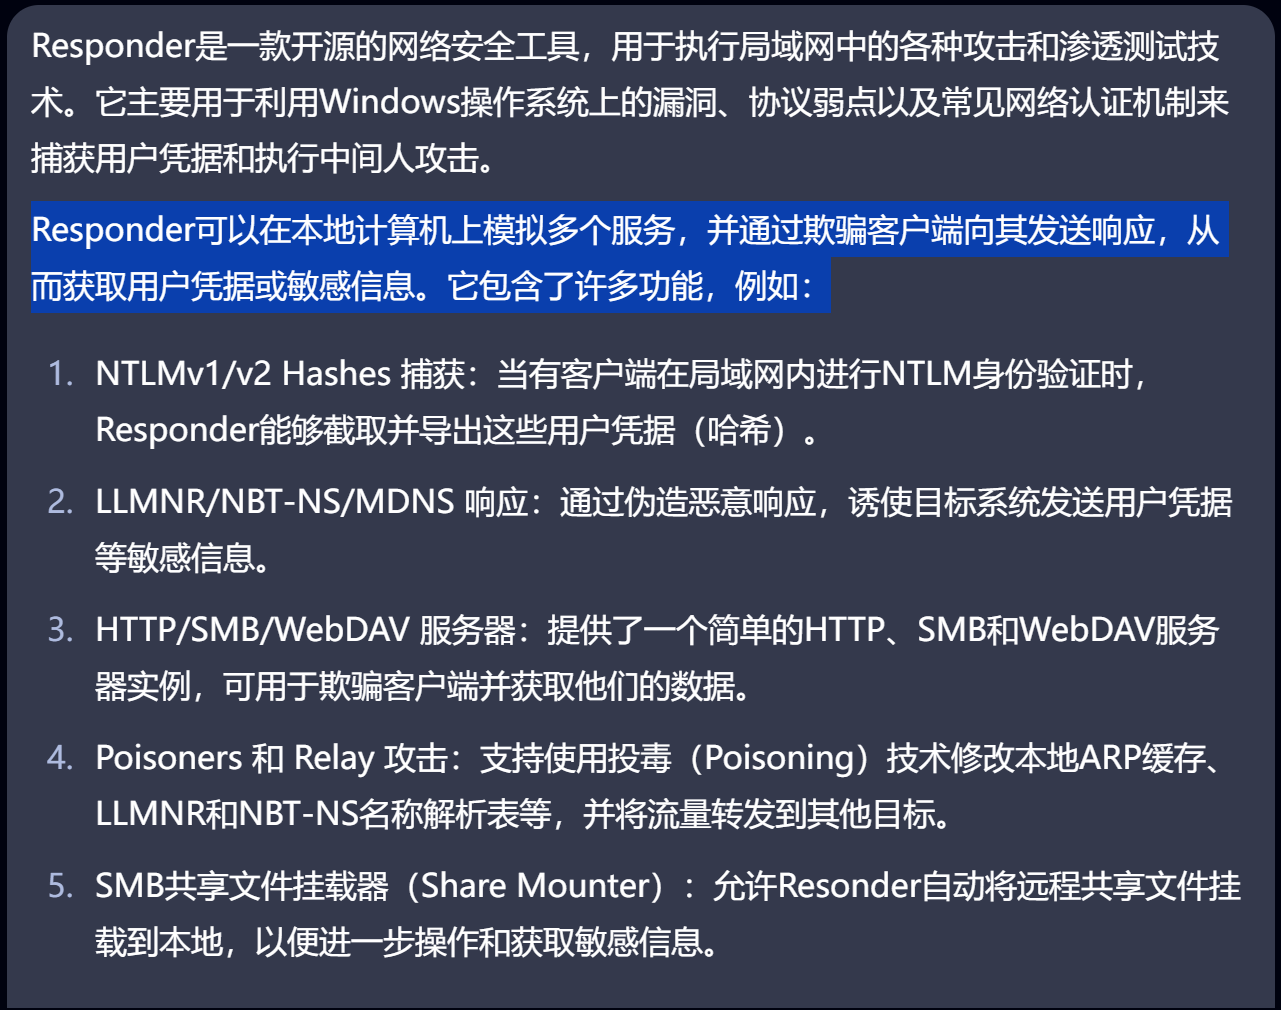 Responder是一款开源的网络安全工具，用于执行局域网中的各种攻击和渗透测试技
术。它主要用于利用Windows操作系统上的漏洞、协议弱点以及常见网络认证机制来
捕获用户凭据和执行中间人攻击。
Responder可以在本地计算机上模拟多个服务，并通过欺骗客户端向其发送响应，从
而获取用户凭据或敏感信息。它包含了许多功能，例如：
1. NTLMv1/v2 Hashes 捕获：当有客户端在局域网内进行NTLM身份验证时，
Responder能够截取并导出这些用户凭据（哈希）。
2. LLMNR/NBT-NS/MDNS 响应：通过伪造恶意响应，诱使目标系统发送用户凭据
等敏感信息。
3. HTTP/SMB/WebDAV 服务器：提供了一个简单的HTTP、SMB和WebDAV服务
器实例，可用于欺骗客户端并获取他们的数据。
4. Poisoners 和 Relay 攻击：支持使用投毒（Poisoning）技术修改本地ARP缓存、
LLMNR和NBT-NS名称解析表等，并将流量转发到其他目标。
5. SMB共享文件挂载器（Share Mounter）：允许Resonder自动将远程共享文件挂
载到本地，以便进一步操作和获取敏感信息。